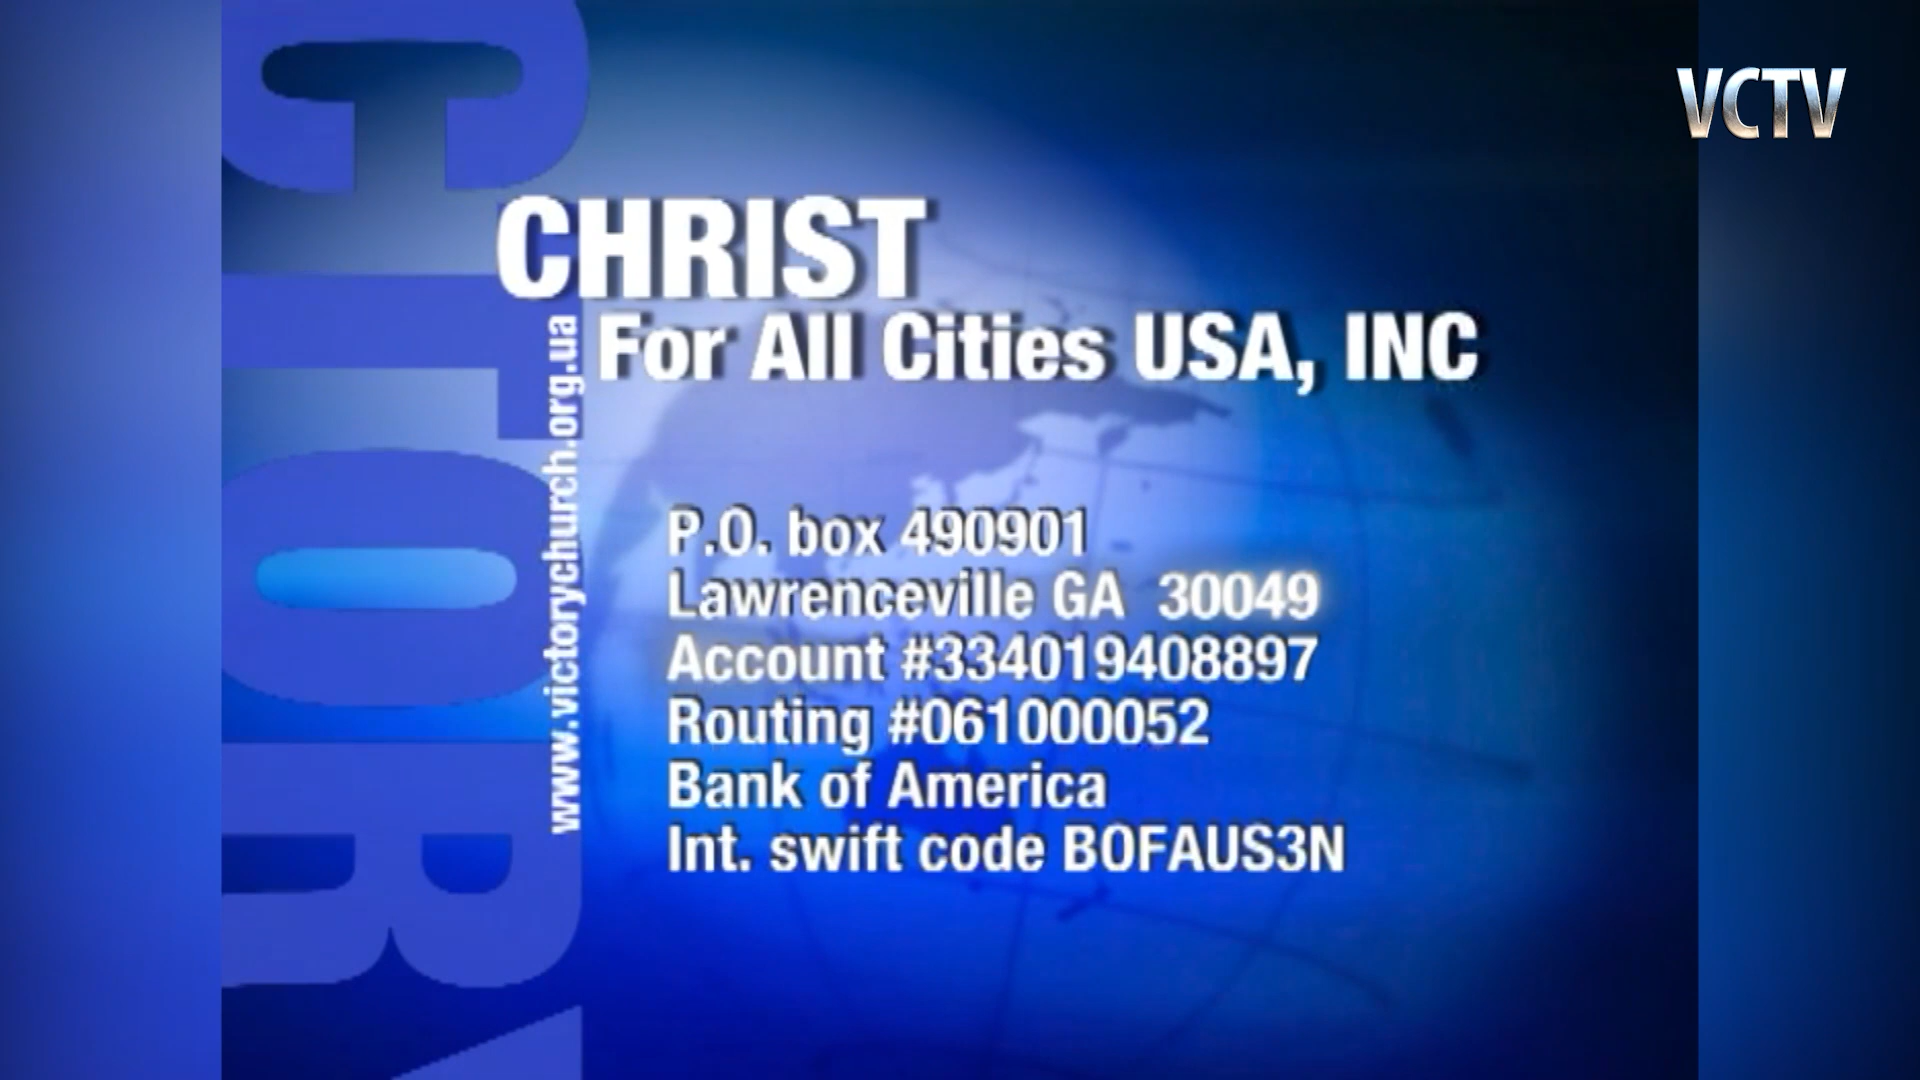 VCTV
CHRIST
For All Cities USA, INC
www.victorychurch.org.ua
P.O. box 490901
Lawrenceville GA 30049
Account #334019408897
Routing #061000052
Bank of America
Int. swift code BOFAUS3N
CTORY